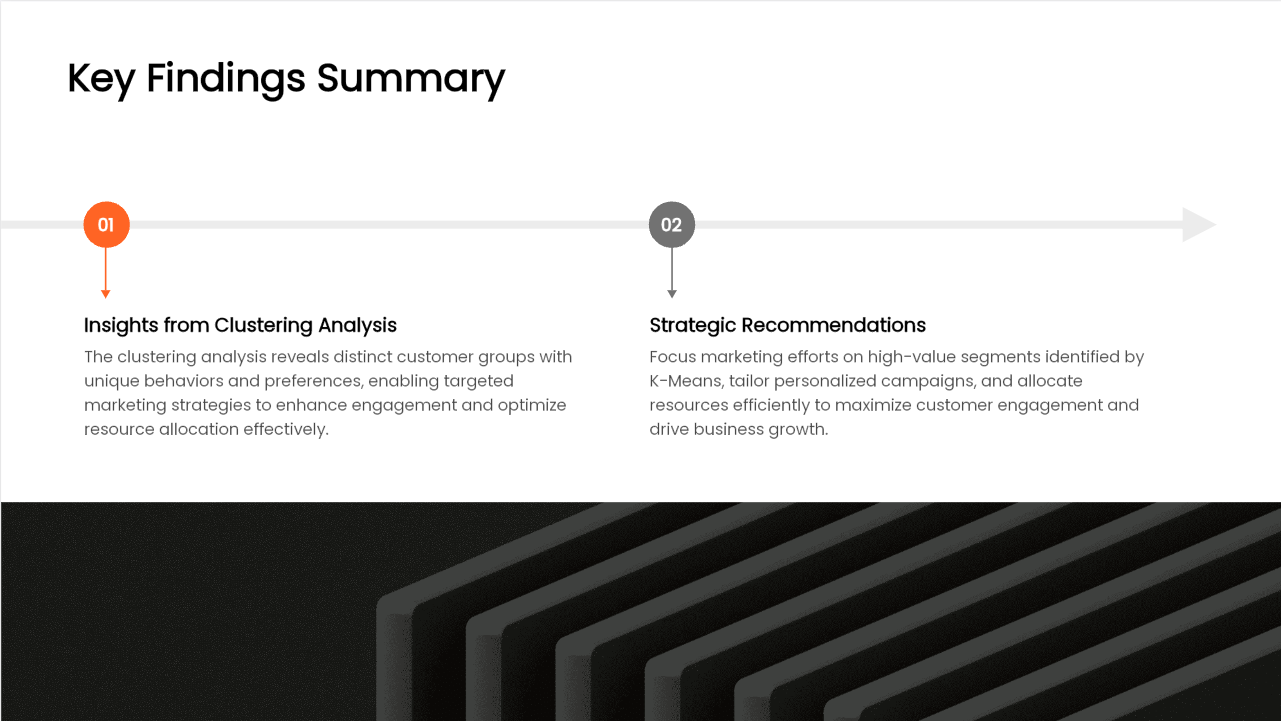 Key Findings Summary
01
02
Insights from Clustering Analysis
The clustering analysis reveals distinct customer groups with
unique behaviors and preferences, enabling targeted
marketing strategies to enhance engagement and optimize
resource allocation effectively.
Strategic Recommendations
Focus marketing efforts on high-value segments identified by
K-Means, tailor personalized campaigns, and allocate
resources efficiently to maximize customer engagement and
drive business growth.